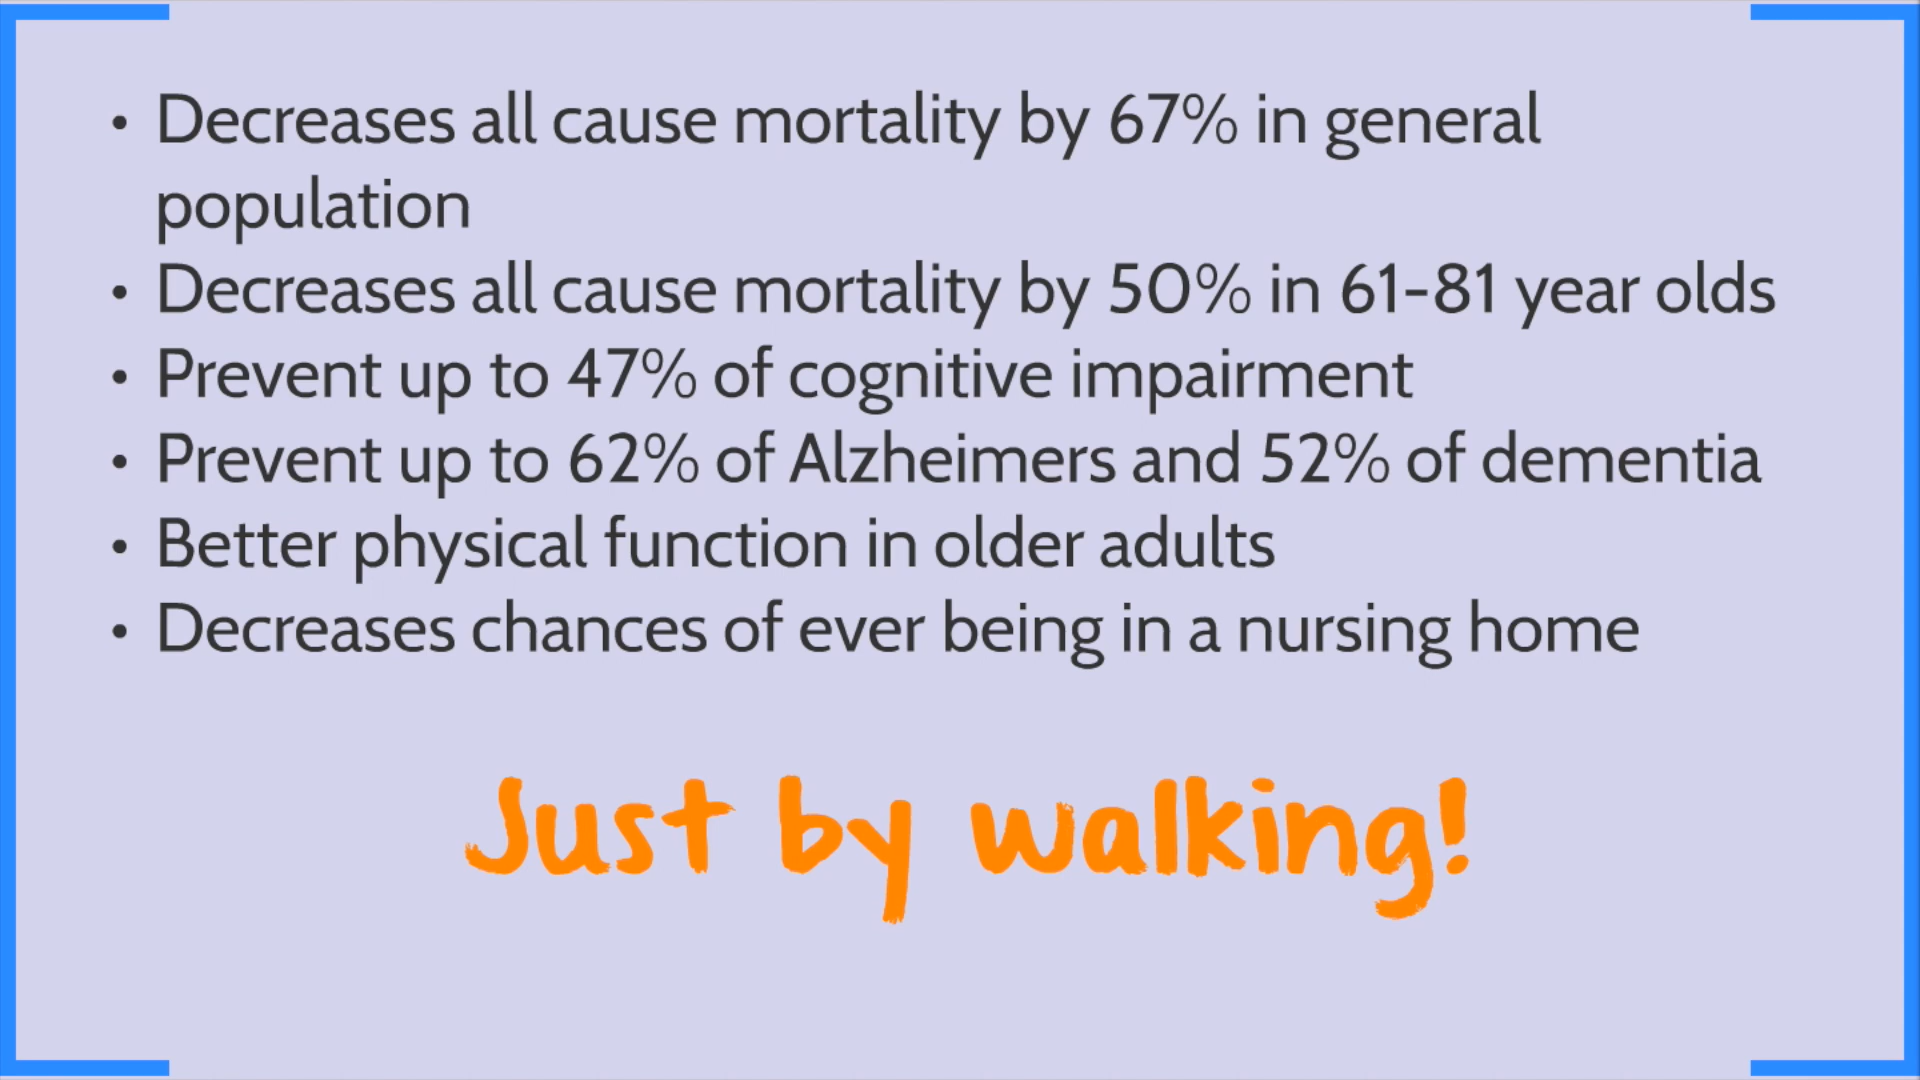 • Decreases all cause mortality by 67% in general
population
• Decreases all cause mortality by 50% in 61-81 year olds
• Prevent up to 47% of cognitive impairment
• Prevent up to 62% of Alzheimers and 52% of dementia
• Better physical function in older adults
• Decreases chances of ever being in a nursing home
Just by walking!